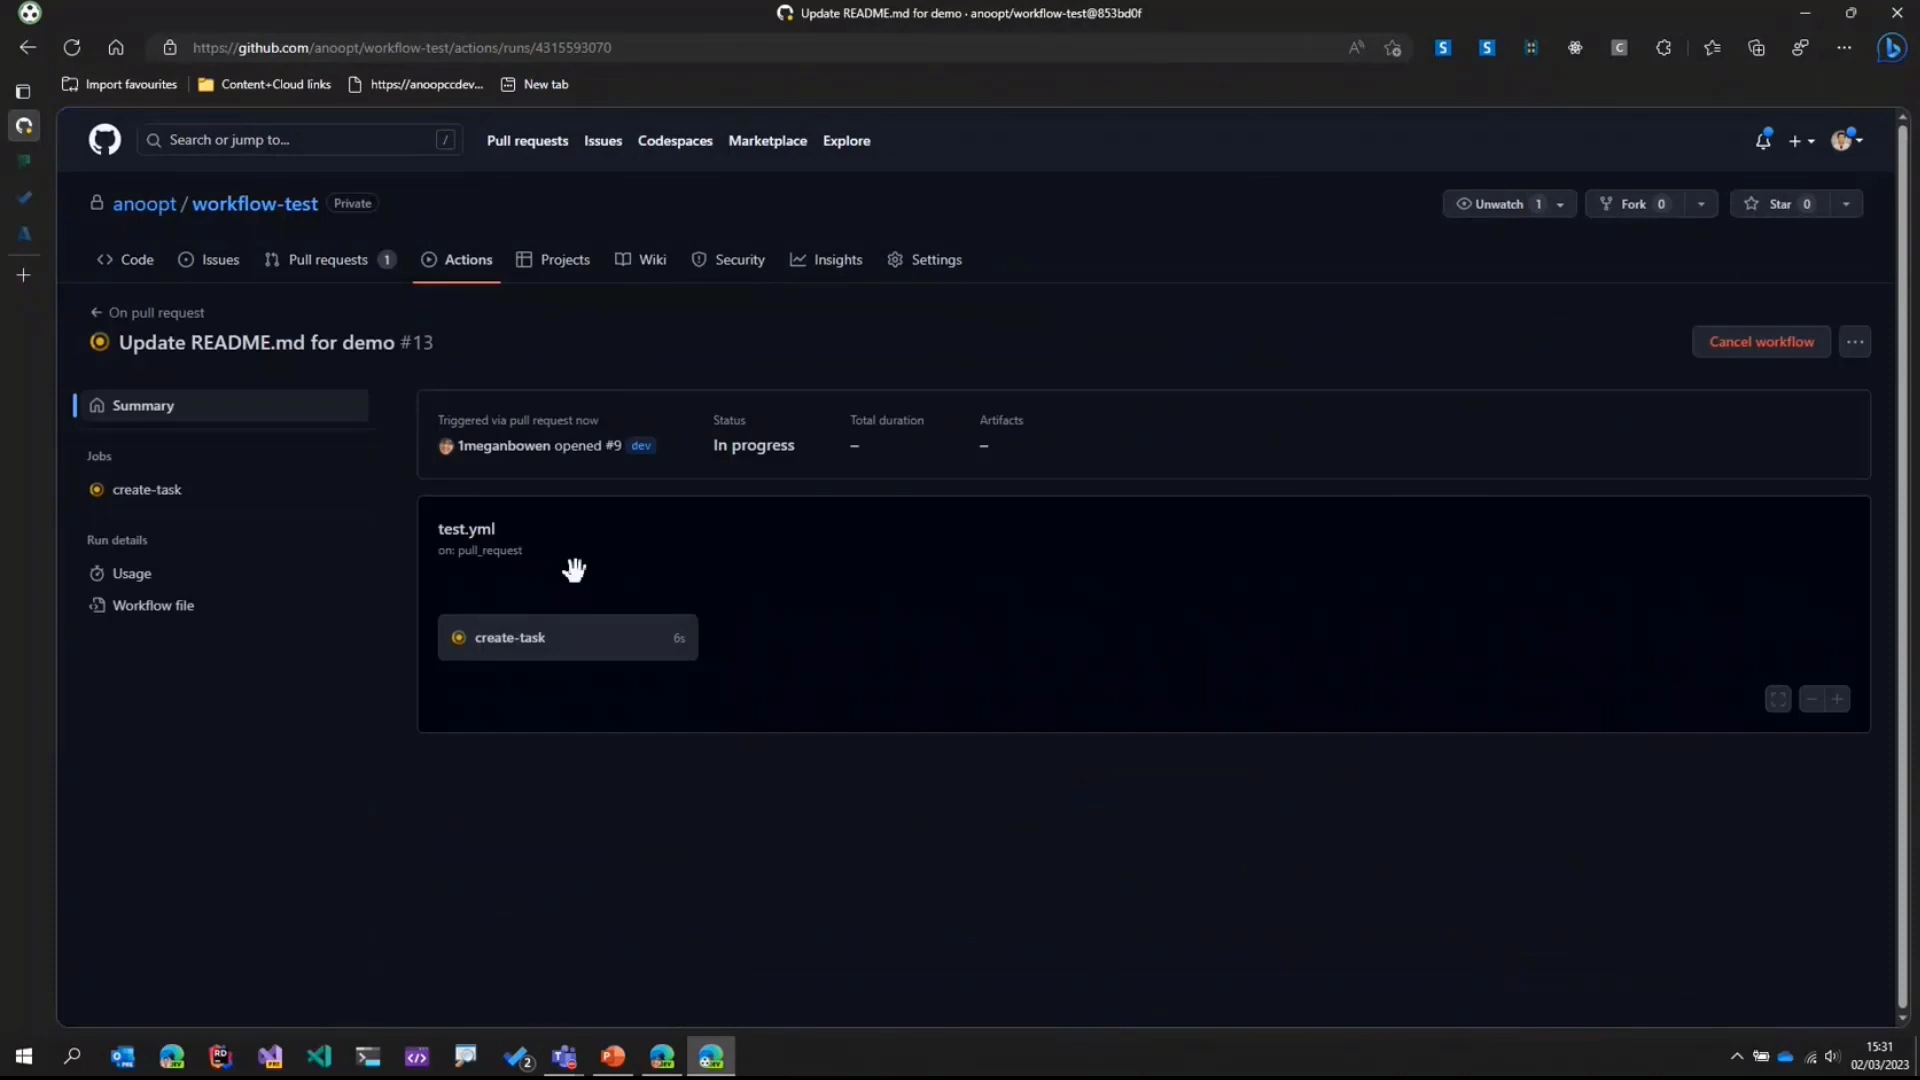 Update README.md for demo · anoopt/workflow-test@853bd0f
https://github.com/anoopt/workflow-test/actions/runs/4315593070
Import favourites
Content+Cloud links
https://anoopccdev...
New tab
Search or jump to...
/
Pull requests
Issues
Codespaces
Marketplace
Explore
anoopt / workflow-test
Private
Unwatch 1
Fork 0
Star 0
Code
Issues
Pull requests 1
Actions
Projects
Wiki
Security
Insights
Settings
On pull request
Update README.md for demo #13
Cancel workflow
Summary
Triggered via pull request now
Status
Total duration
Artifacts
1meganbowen opened #9 dev
In progress
–
–
Jobs
create-task
Run details
Usage
Workflow file
test.yml
on: pull_request
create-task
6s
15:31
02/03/2023